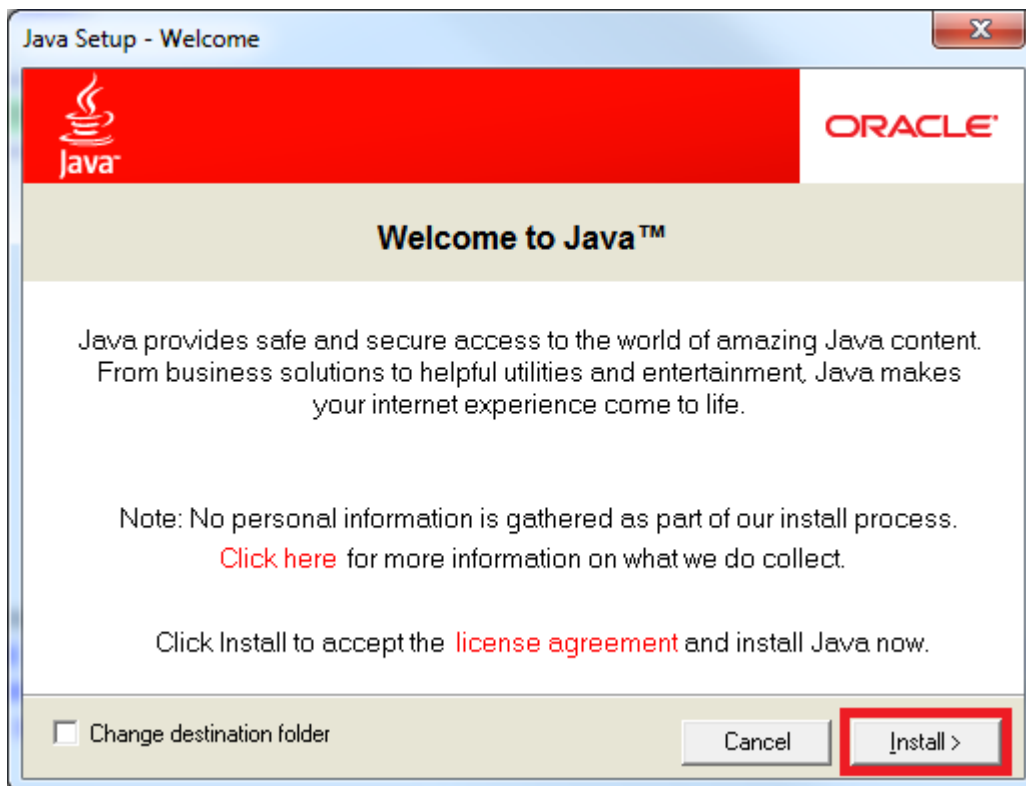 Java Setup - Welcome
Java™
ORACLE®
Welcome to Java™
Java provides safe and secure access to the world of amazing Java content.
From business solutions to helpful utilities and entertainment, Java makes
your internet experience come to life.
Note: No personal information is gathered as part of our install process.
Click here for more information on what we do collect.
Click Install to accept the license agreement and install Java now.
Change destination folder
Cancel
Install >